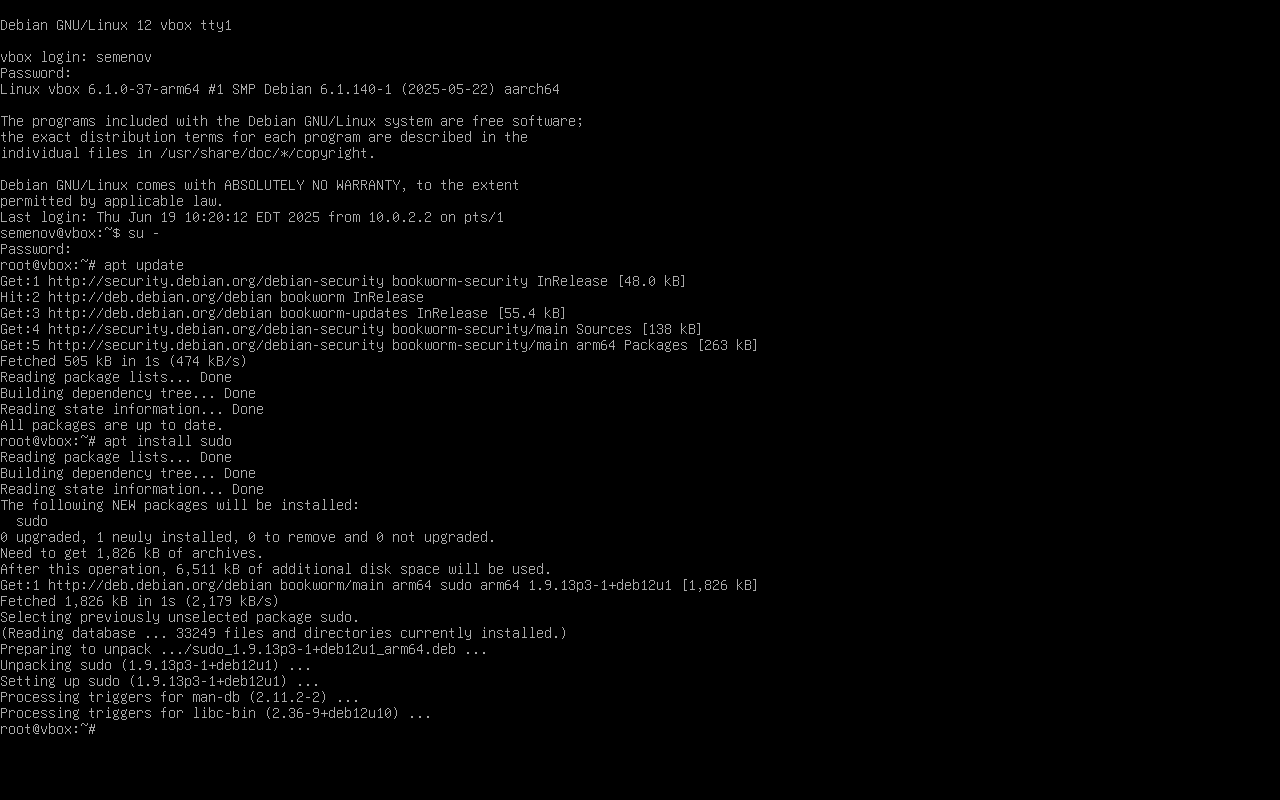 Debian GNU/Linux 12 vbox tty1
vbox login: semenov
Password:
Linux vbox 6.1.0-37-arm64 #1 SMP Debian 6.1.140-1 (2025-05-22) aarch64
The programs included with the Debian GNU/Linux system are free software;
the exact distribution terms for each program are described in the
individual files in /usr/share/doc/*/copyright.
Debian GNU/Linux comes with ABSOLUTELY NO WARRANTY, to the extent
permitted by applicable law.
Last login: Thu Jun 19 10:20:12 EDT 2025 from 10.0.2.2 on pts/1
semenov@vbox:~$ su -
Password:
root@vbox:~# apt update
Get:1 http://security.debian.org/debian-security bookworm-security InRelease [48.0 kB]
Hit:2 http://deb.debian.org/debian bookworm InRelease
Get:3 http://deb.debian.org/debian bookworm-updates InRelease [55.4 kB]
Get:4 http://security.debian.org/debian-security bookworm-security/main Sources [138 kB]
Get:5 http://security.debian.org/debian-security bookworm-security/main arm64 Packages [263 kB]
Fetched 505 kB in 1s (474 kB/s)
Reading package lists... Done
Building dependency tree... Done
Reading state information... Done
All packages are up to date.
root@vbox:~# apt install sudo
Reading package lists... Done
Building dependency tree... Done
Reading state information... Done
The following NEW packages will be installed:
  sudo
0 upgraded, 1 newly installed, 0 to remove and 0 not upgraded.
Need to get 1,826 kB of archives.
After this operation, 6,511 kB of additional disk space will be used.
Get:1 http://deb.debian.org/debian bookworm/main arm64 sudo arm64 1.9.13p3-1+deb12u1 [1,826 kB]
Fetched 1,826 kB in 1s (2,179 kB/s)
Selecting previously unselected package sudo.
(Reading database ... 33249 files and directories currently installed.)
Preparing to unpack .../sudo_1.9.13p3-1+deb12u1_arm64.deb ...
Unpacking sudo (1.9.13p3-1+deb12u1) ...
Setting up sudo (1.9.13p3-1+deb12u1) ...
Processing triggers for man-db (2.11.2-2) ...
Processing triggers for libc-bin (2.36-9+deb12u10) ...
root@vbox:~#